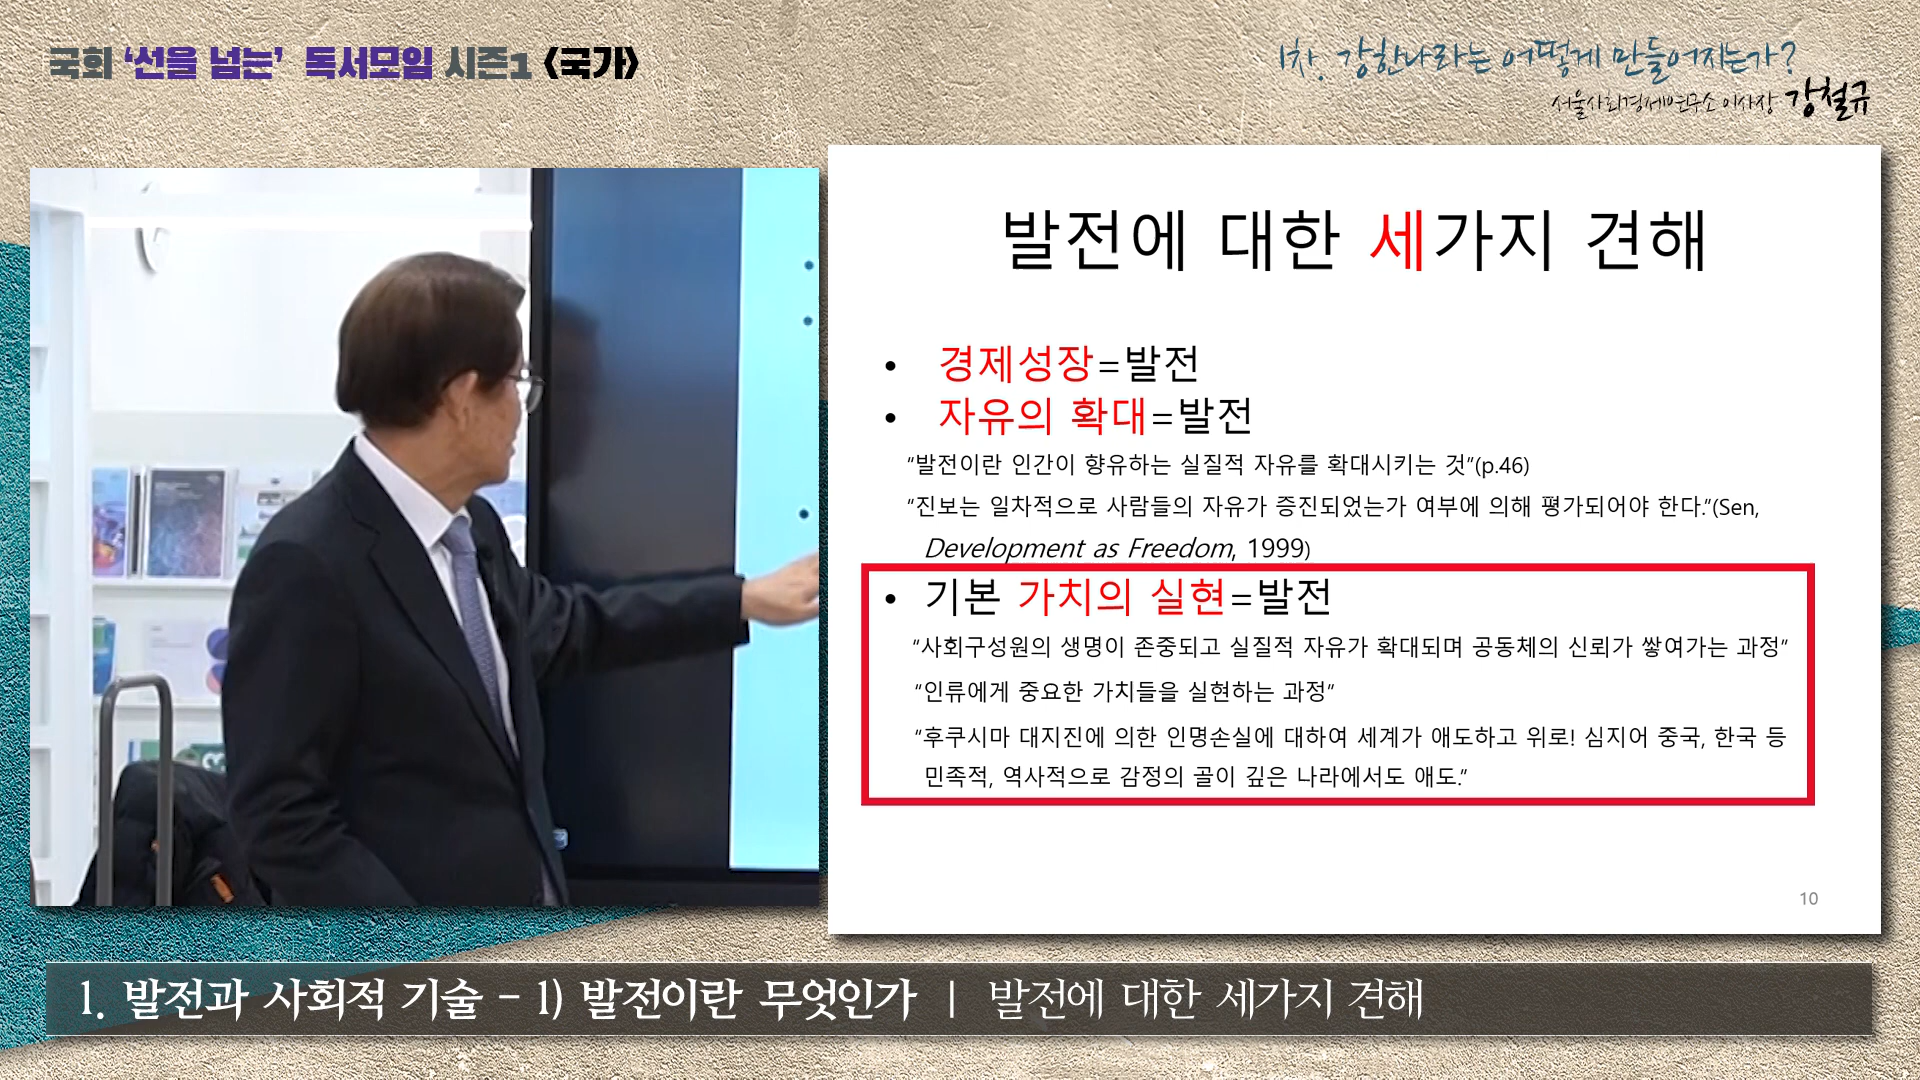 국회 ‘선을 넘는’ 독서모임 시즌1 〈국가〉
1차. 강한나라는 어떻게 만들어지는가?
서울사회경제연구소 이사장 강철규
발전에 대한 세가지 견해
• 경제성장=발전
• 자유의 확대=발전
“발전이란 인간이 향유하는 실질적 자유를 확대시키는 것”(p.46)
“진보는 일차적으로 사람들의 자유가 증진되었는가 여부에 의해 평가되어야 한다.”(Sen,
Development as Freedom, 1999)
• 기본 가치의 실현=발전
“사회구성원의 생명이 존중되고 실질적 자유가 확대되며 공동체의 신뢰가 쌓여가는 과정”
“인류에게 중요한 가치들을 실현하는 과정”
“후쿠시마 대지진에 의한 인명손실에 대하여 세계가 애도하고 위로! 심지어 중국, 한국 등
민족적, 역사적으로 감정의 골이 깊은 나라에서도 애도.”
10
1. 발전과 사회적 기술 - 1) 발전이란 무엇인가 | 발전에 대한 세가지 견해